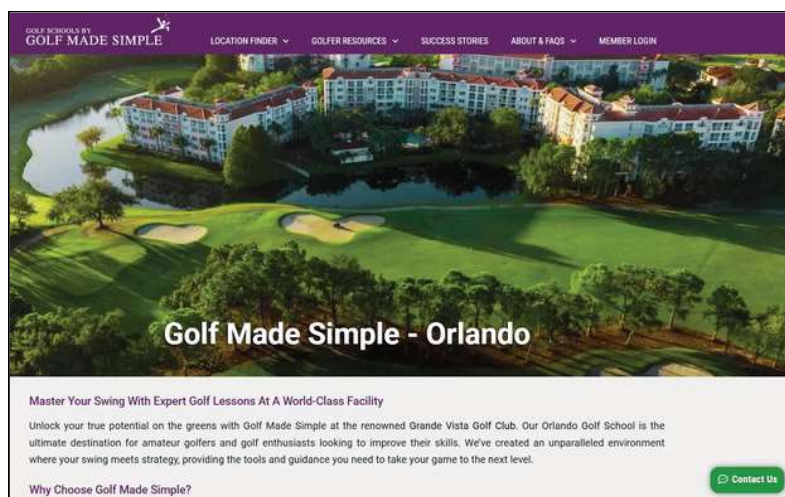 GOLF SCHOOLS BY
GOLF MADE SIMPLE
LOCATION FINDER
GOLFER RESOURCES
SUCCESS STORIES
ABOUT & FAQS
MEMBER LOGIN
Golf Made Simple - Orlando
Master Your Swing With Expert Golf Lessons At A World-Class Facility
Unlock your true potential on the greens with Golf Made Simple at the renowned Grande Vista Golf Club. Our Orlando Golf School is the
ultimate destination for amateur golfers and golf enthusiasts looking to improve their skills. We've created an unparalleled environment
where your swing meets strategy, providing the tools and guidance you need to take your game to the next level.
Contact Us
Why Choose Golf Made Simple?